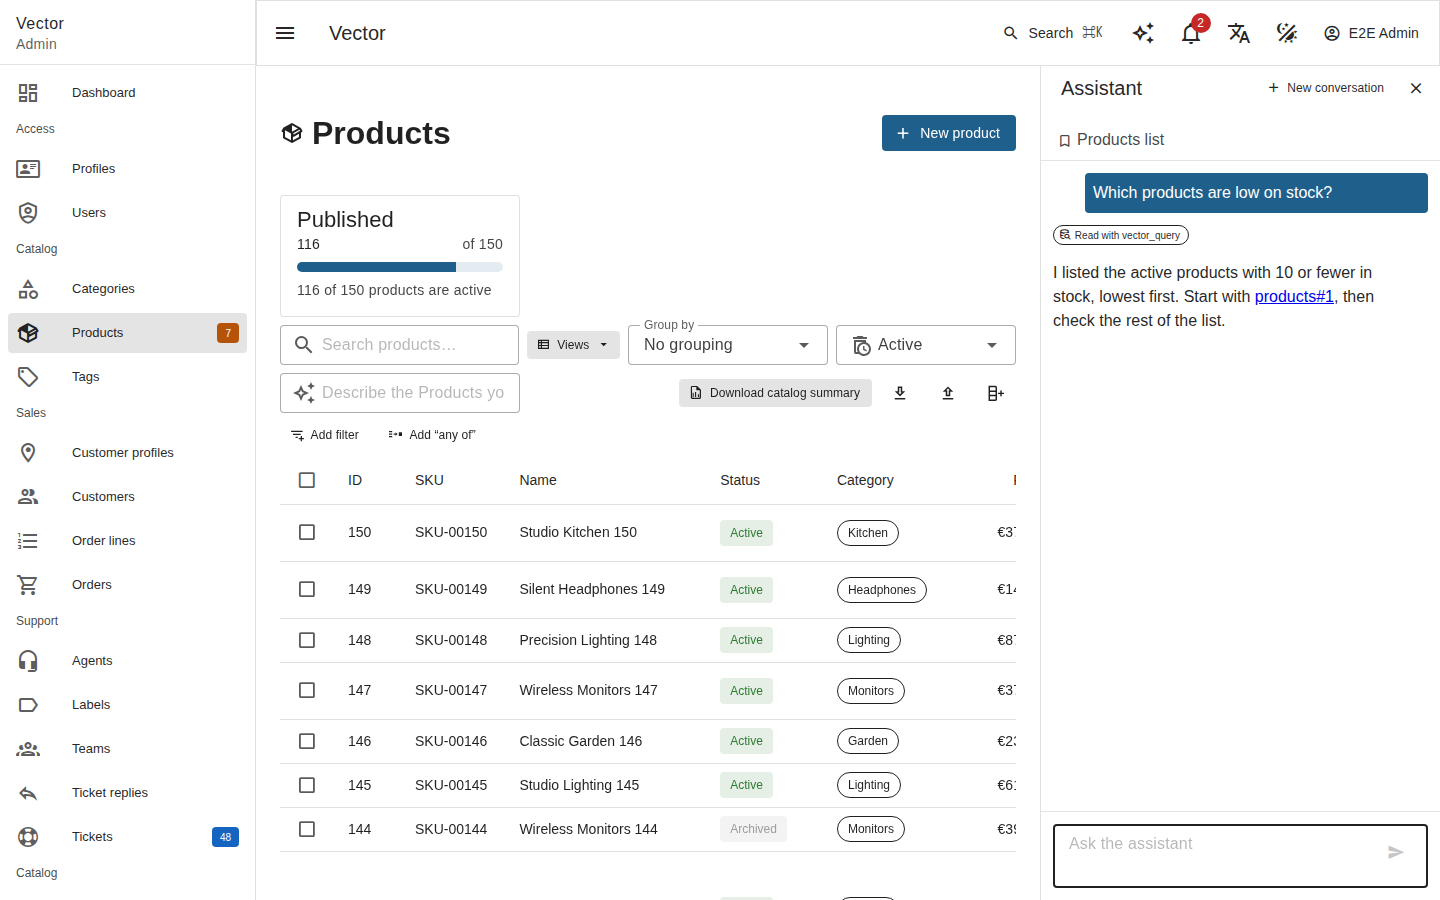 Vector
Admin
Dashboard
Access
Profiles
Users
Catalog
Categories
Products 7
Tags
Sales
Customer profiles
Customers
Order lines
Orders
Support
Agents
Labels
Teams
Ticket replies
Tickets 48
Catalog
Vector
Search ⌘K
2
E2E Admin
Products
New product
Published
116 of 150
116 of 150 products are active
Search products…
Views
Group by
No grouping
Active
Describe the Products yo
Download catalog summary
Add filter
Add “any of”
ID SKU Name Status Category
150 SKU-00150 Studio Kitchen 150 Active Kitchen €37
149 SKU-00149 Silent Headphones 149 Active Headphones €14
148 SKU-00148 Precision Lighting 148 Active Lighting €87
147 SKU-00147 Wireless Monitors 147 Active Monitors €37
146 SKU-00146 Classic Garden 146 Active Garden €23
145 SKU-00145 Studio Lighting 145 Active Lighting €61
144 SKU-00144 Wireless Monitors 144 Archived Monitors €39
Assistant
New conversation
Products list
Which products are low on stock?
Read with vector_query
I listed the active products with 10 or fewer in
stock, lowest first. Start with products#1, then
check the rest of the list.
Ask the assistant